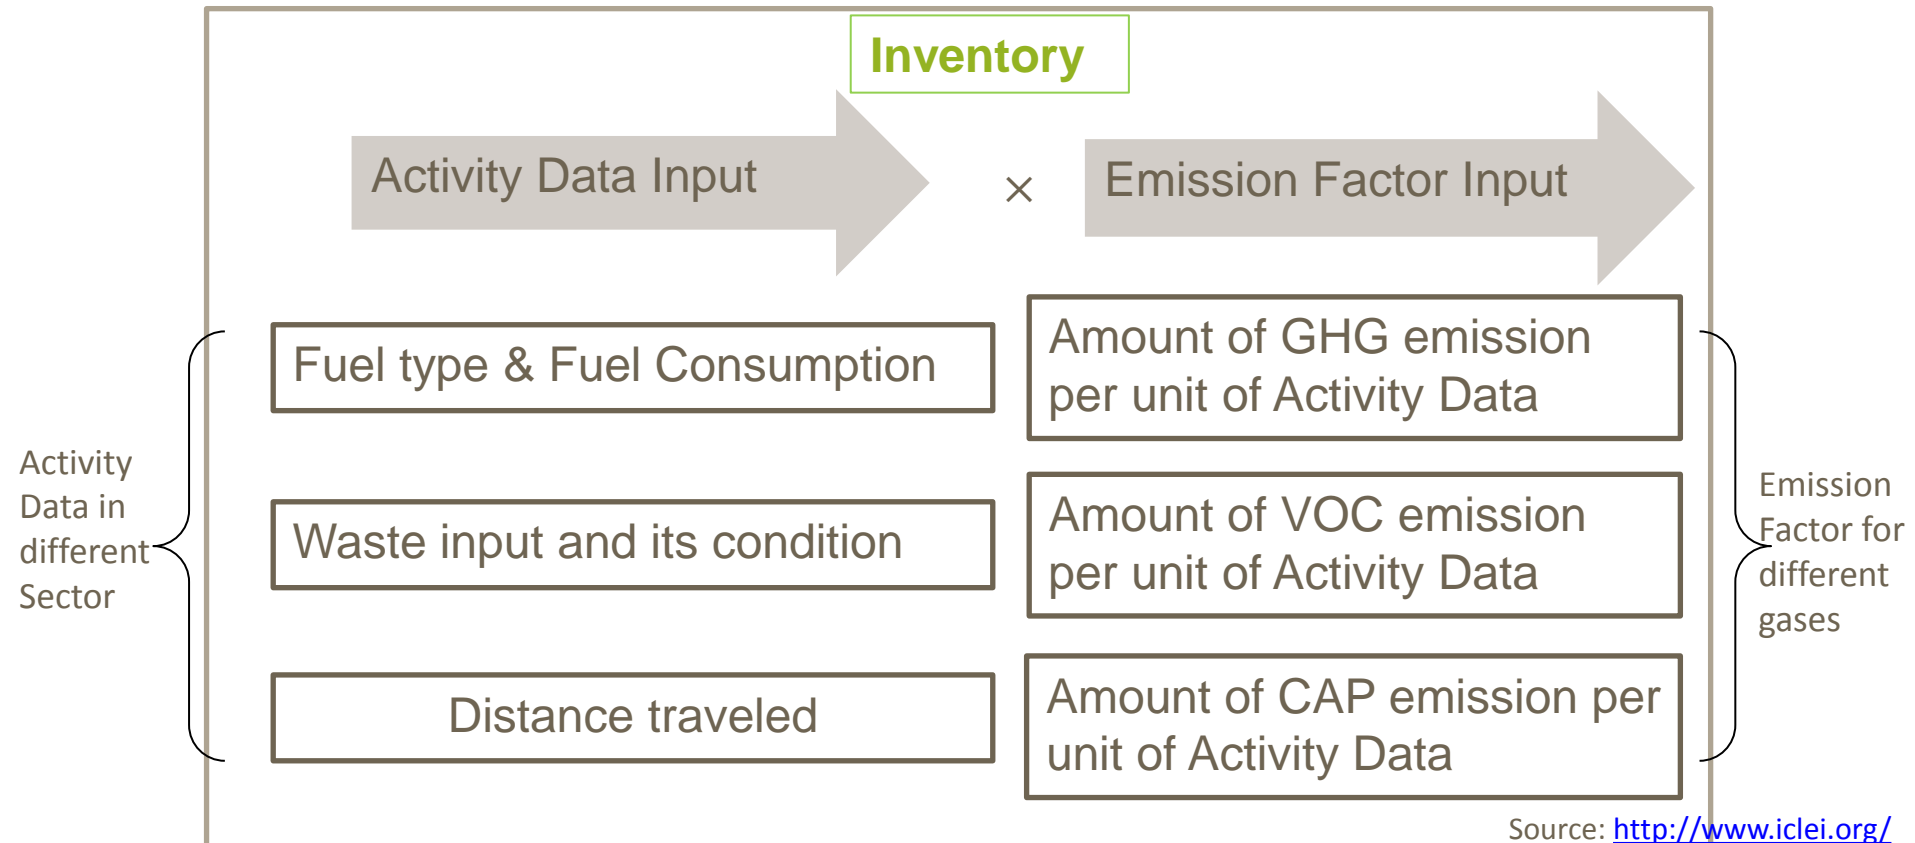 Inventory
Activity Data Input
×
Emission Factor Input
Fuel type & Fuel Consumption
Amount of GHG emission
per unit of Activity Data
Activity
Data in
different
Sector
Waste input and its condition
Amount of VOC emission
per unit of Activity Data
Emission
Factor for
different
gases
Distance traveled
Amount of CAP emission per
unit of Activity Data
Source: http://www.iclei.org/